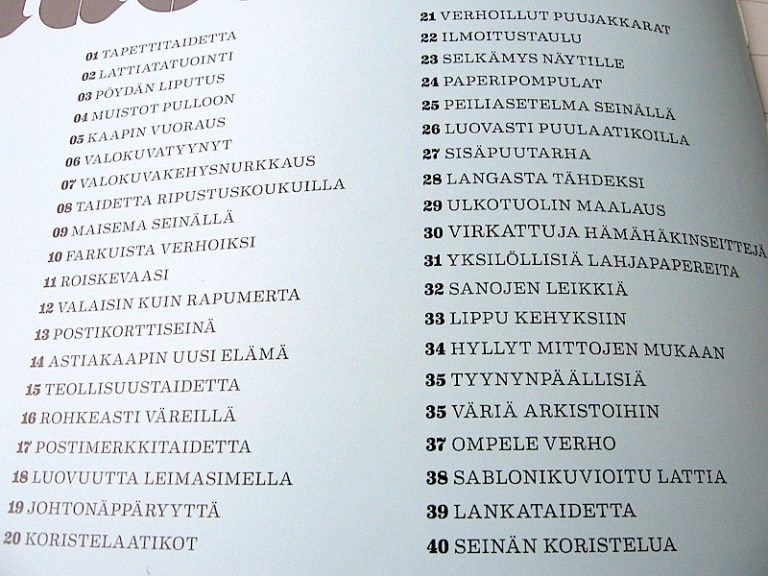 01 TAPETTITAIDETTA
02 LATTIATATUOINTI
03 PÖYDÄN LIPUTUS
04 MUISTOT PULLOON
05 KAAPIN VUORAUS
06 VALOKUVATYYNYT
07 VALOKUVAKEHYSNURKKAUS
08 TAIDETTA RIPUSTUSKOUKUILLA
09 MAISEMA SEINÄLLÄ
10 FARKUISTA VERHOIKSI
11 ROISKEVAASI
12 VALAISIN KUIN RAPUMERTA
13 POSTIKORTTISEINÄ
14 ASTIAKAAPIN UUSI ELÄMÄ
15 TEOLLISUUSTAIDETTA
16 ROHKEASTI VÄREILLÄ
17 POSTIMERKKITAIDETTA
18 LUOVUUTTA LEIMASIMELLA
19 JOHTONÄPPÄRYYTTÄ
20 KORISTELAATIKOT
21 VERHOILLUT PUUJAKKARAT
22 ILMOITUSTAULU
23 SELKÄMYS NÄYTILLE
24 PAPERIPOMPULAT
25 PEILIASETELMA SEINÄLLÄ
26 LUOVASTI PUULAATIKOILLA
27 SISÄPUUTARHA
28 LANGASTA TÄHDEKSI
29 ULKOTUOLIN MAALAUS
30 VIRKATTUJA HÄMÄHÄKINSEITTEJÄ
31 YKSILÖLLISIÄ LAHJAPAPEREITA
32 SANOJEN LEIKKIÄ
33 LIPPU KEHYKSIIN
34 HYLLYT MITTOJEN MUKAAN
35 TYYNYNPÄÄLLISIÄ
35 VÄRIÄ ARKISTOIHIN
37 OMPELE VERHO
38 SABLONIKUVIOITU LATTIA
39 LANKATAIDETTA
40 SEINÄN KORISTELUA